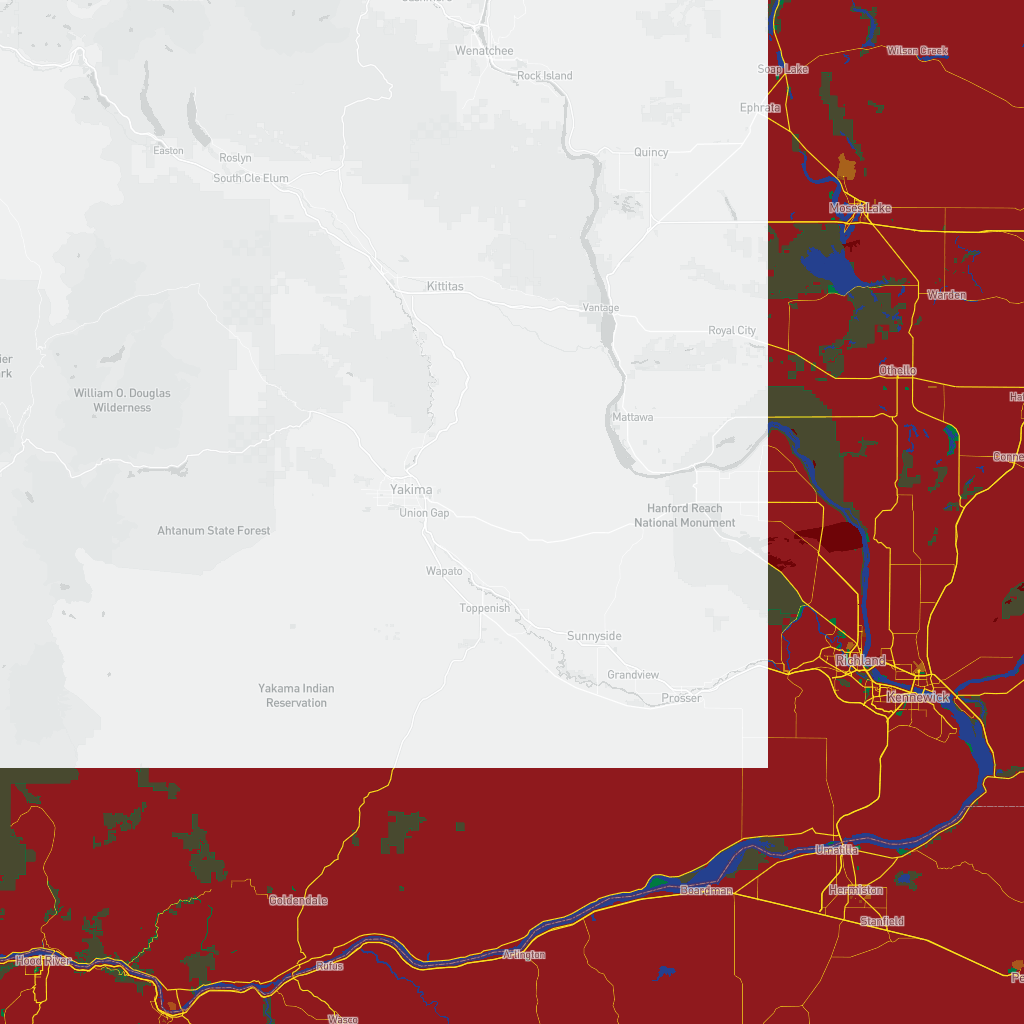 Wenatchee
Wilson Creek
Soap Lake
Rock Island
Ephrata
Easton
Roslyn
Quincy
South Cle Elum
Moses Lake
Kittitas
Warden
Vantage
Royal City
Othello
William O. Douglas
Wilderness
Mattawa
Yakima
Union Gap
Hanford Reach
National Monument
Ahtanum State Forest
Wapato
Toppenish
Sunnyside
Richland
Grandview
Yakama Indian
Reservation
Prosser
Kennewick
Umatilla
Boardman
Hermiston
Goldendale
Stanfield
Arlington
Hood River
Rufus
Wasco